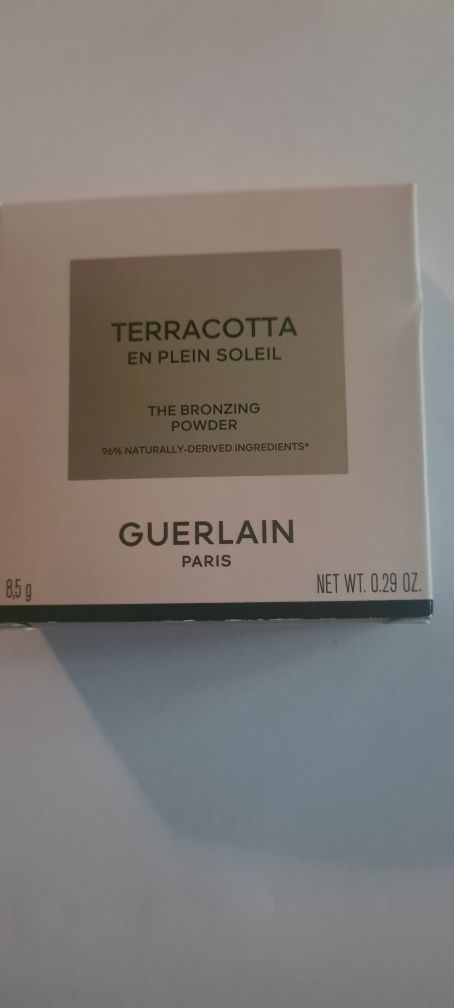 TERRACOTTA
EN PLEIN SOLEIL
THE BRONZING
POWDER
96% NATURALLY-DERIVED INGREDIENTS*
GUERLAIN
PARIS
8,5 g
NET WT. 0.29 OZ.